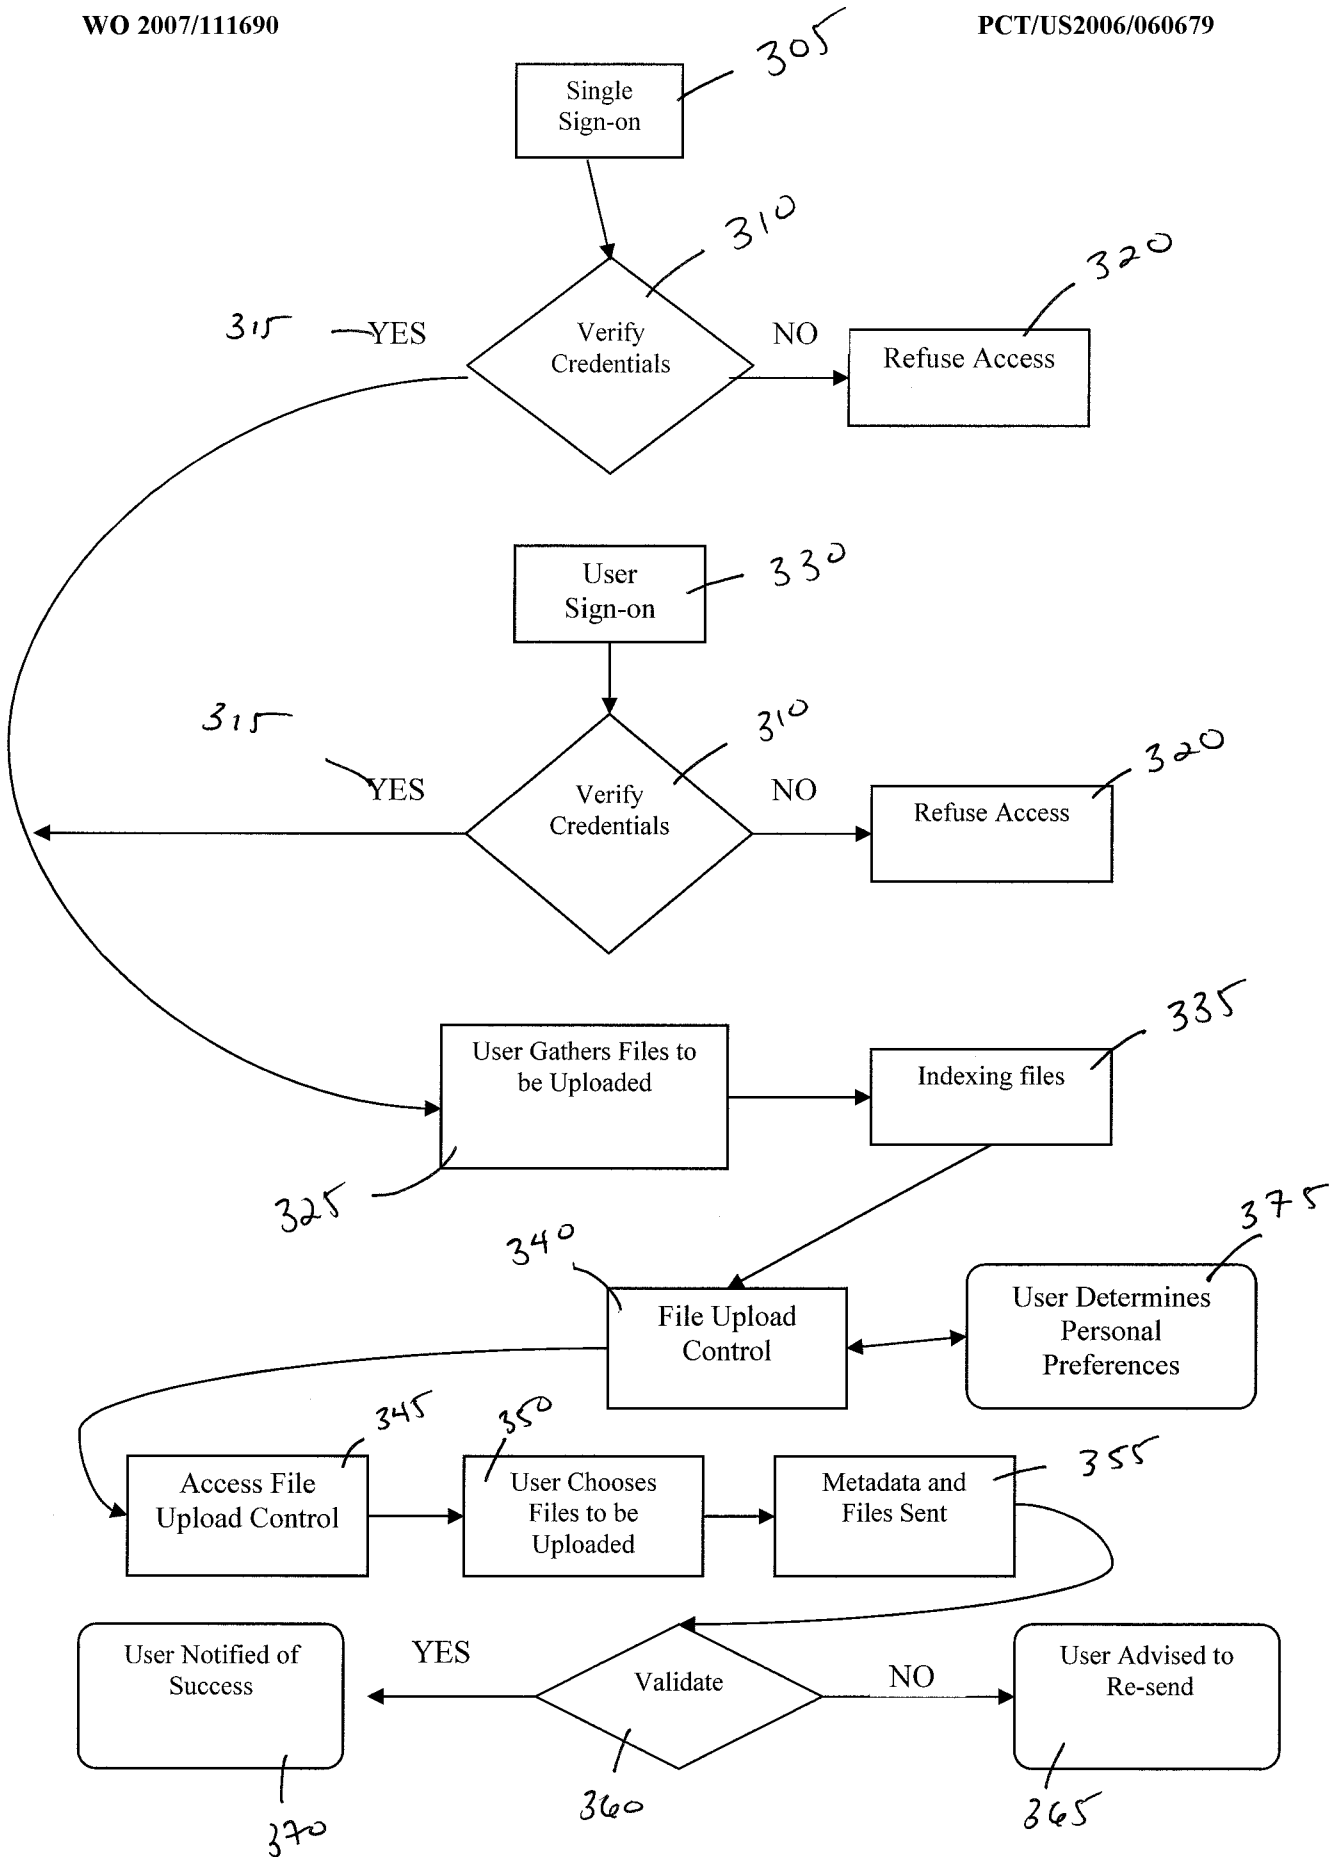 WO 2007/111690
PCT/US2006/060679
305
Single
Sign-on
310
320
315
YES
Verify
Credentials
NO
Refuse Access
User
Sign-on
330
315
310
320
YES
Verify
Credentials
NO
Refuse Access
335
User Gathers Files to
be Uploaded
Indexing files
325
340
375
File Upload
Control
User Determines
Personal
Preferences
345
350
355
Access File
Upload Control
User Chooses
Files to be
Uploaded
Metadata and
Files Sent
User Notified of
Success
YES
Validate
NO
User Advised to
Re-send
360
365
370